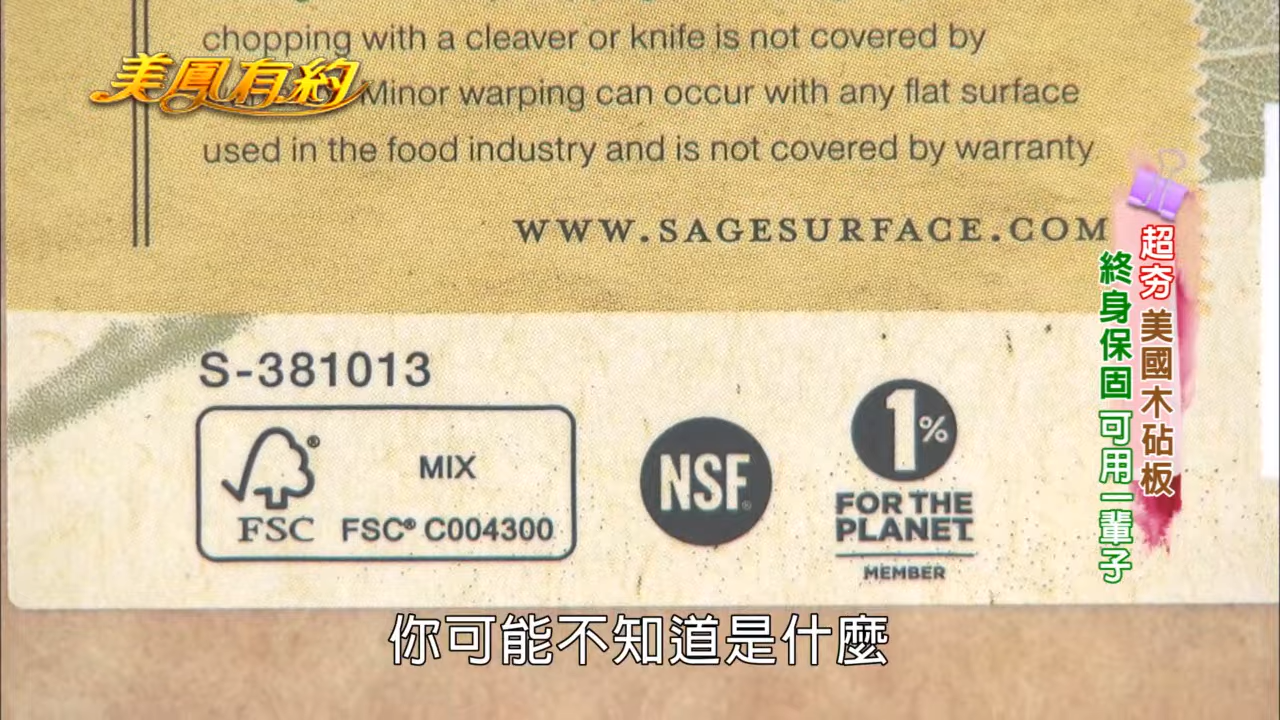 chopping with a cleaver or knife is not covered by
美鳳有約
Minor warping can occur with any flat surface
used in the food industry and is not covered by warranty.
WWW.SAGESURFACE.COM
超夯 美國木砧板
終身保固 可用一輩子
S-381013
FSC®
MIX
FSC® C004300
NSF®
1%
FOR THE
PLANET
MEMBER
你可能不知道是什麼